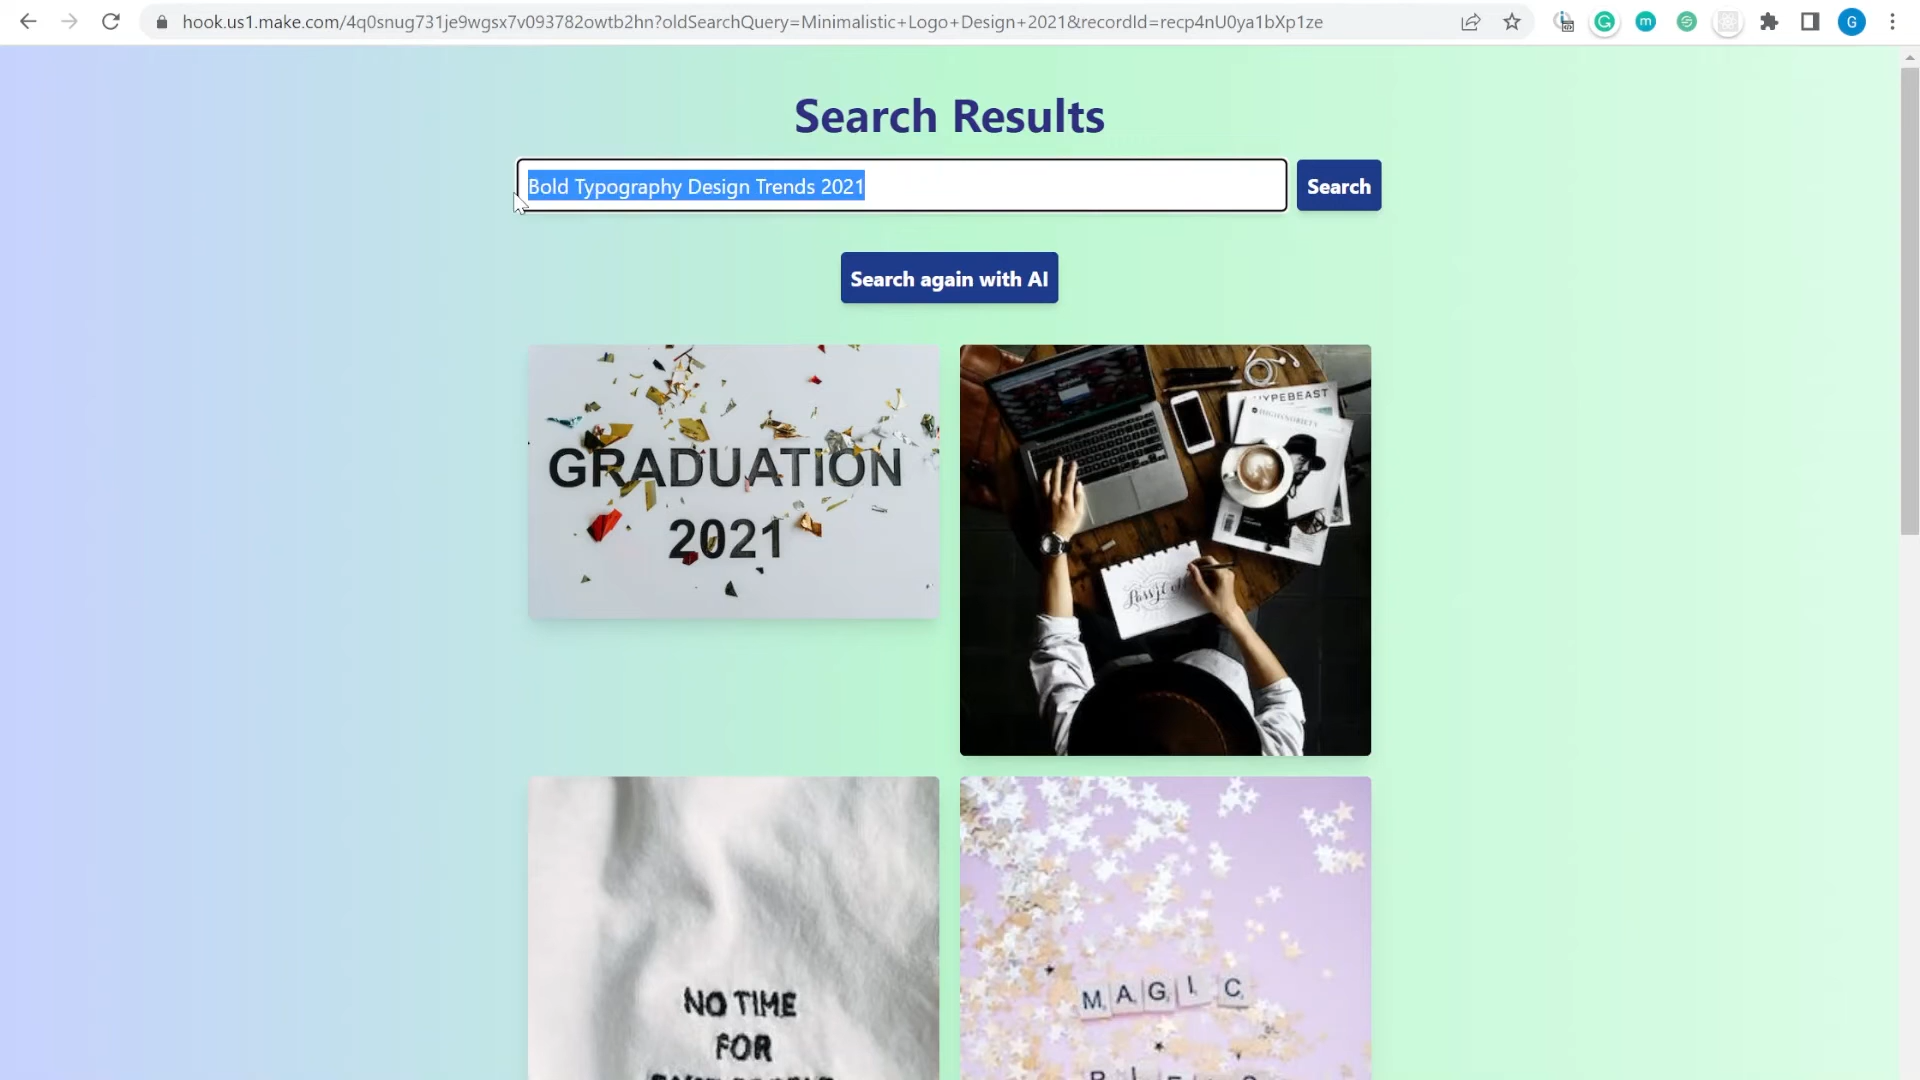 hook.us1.make.com/4q0snug731je9wgsx7v093782owtb2hn?oldSearchQuery=Minimalistic+Logo+Design+2021&recordId=recp4nU0ya1bXp1ze
G
Search Results
Bold Typography Design Trends 2021
Search
Search again with AI
GRADUATION
2021
HYPEBEAST
NO TIME
FOR
MAGIC